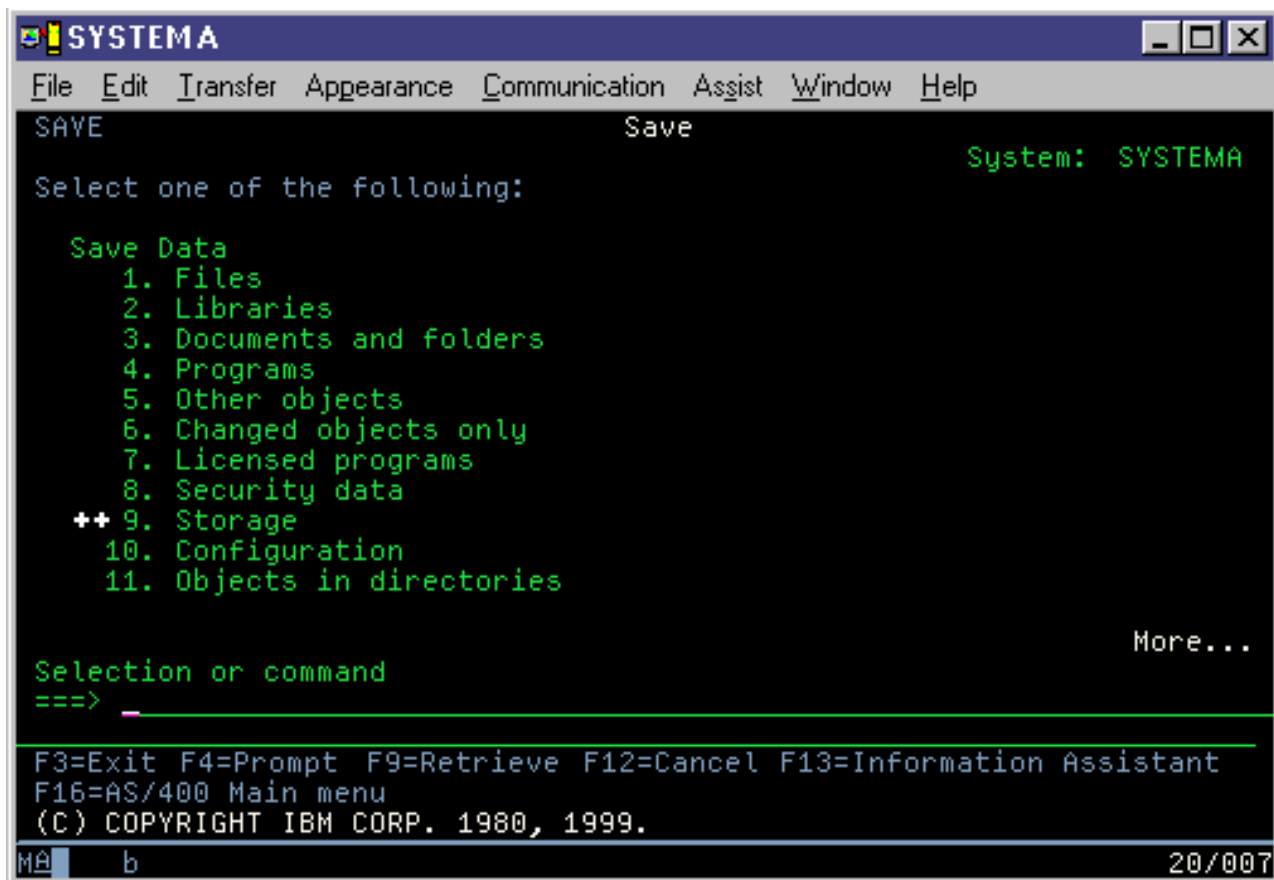 SYSTEMA
File Edit Transfer Appearance Communication Assist Window Help
SAVE Save
System: SYSTEMA
Select one of the following:
Save Data
1. Files
2. Libraries
3. Documents and folders
4. Programs
5. Other objects
6. Changed objects only
7. Licensed programs
8. Security data
++ 9. Storage
10. Configuration
11. Objects in directories
More...
Selection or command
===> _
F3=Exit F4=Prompt F9=Retrieve F12=Cancel F13=Information Assistant
F16=AS/400 Main menu
(C) COPYRIGHT IBM CORP. 1980, 1999.
MA b 20/007